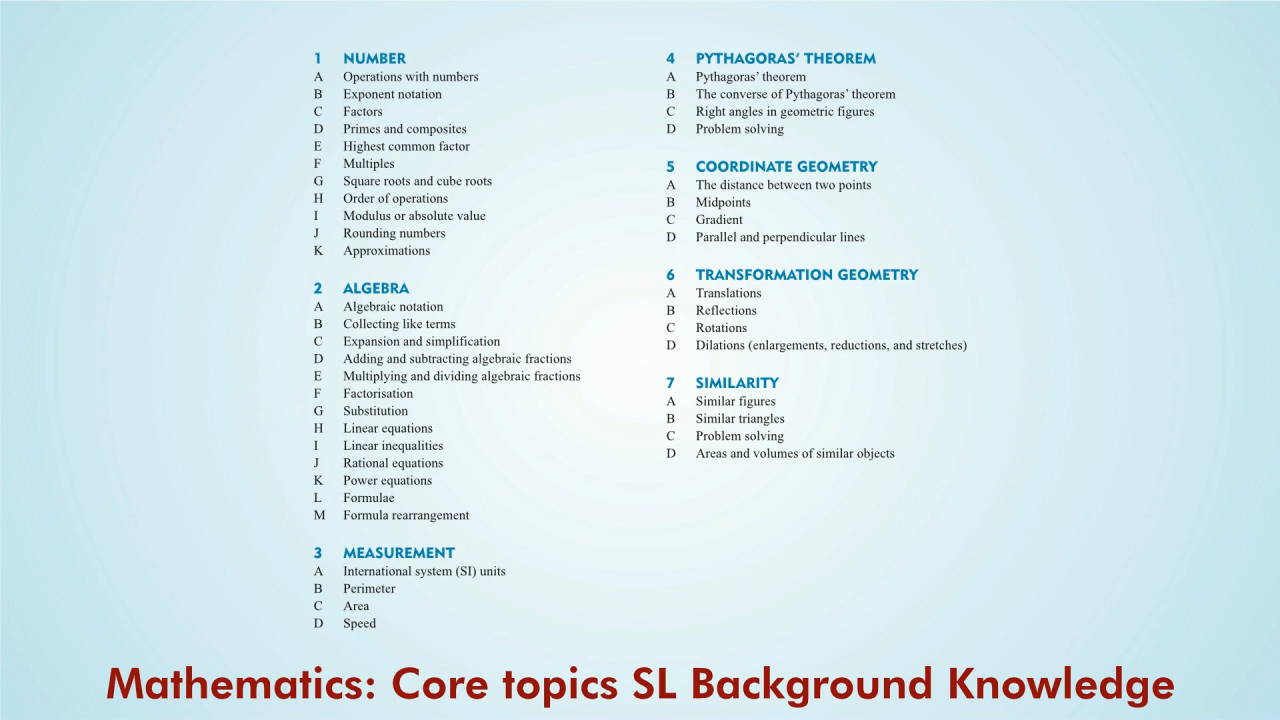 1 NUMBER
A Operations with numbers
B Exponent notation
C Factors
D Primes and composites
E Highest common factor
F Multiples
G Square roots and cube roots
H Order of operations
I Modulus or absolute value
J Rounding numbers
K Approximations
2 ALGEBRA
A Algebraic notation
B Collecting like terms
C Expansion and simplification
D Adding and subtracting algebraic fractions
E Multiplying and dividing algebraic fractions
F Factorisation
G Substitution
H Linear equations
I Linear inequalities
J Rational equations
K Power equations
L Formulae
M Formula rearrangement
3 MEASUREMENT
A International system (SI) units
B Perimeter
C Area
D Speed
4 PYTHAGORAS’ THEOREM
A Pythagoras’ theorem
B The converse of Pythagoras’ theorem
C Right angles in geometric figures
D Problem solving
5 COORDINATE GEOMETRY
A The distance between two points
B Midpoints
C Gradient
D Parallel and perpendicular lines
6 TRANSFORMATION GEOMETRY
A Translations
B Reflections
C Rotations
D Dilations (enlargements, reductions, and stretches)
7 SIMILARITY
A Similar figures
B Similar triangles
C Problem solving
D Areas and volumes of similar objects
Mathematics: Core topics SL Background Knowledge